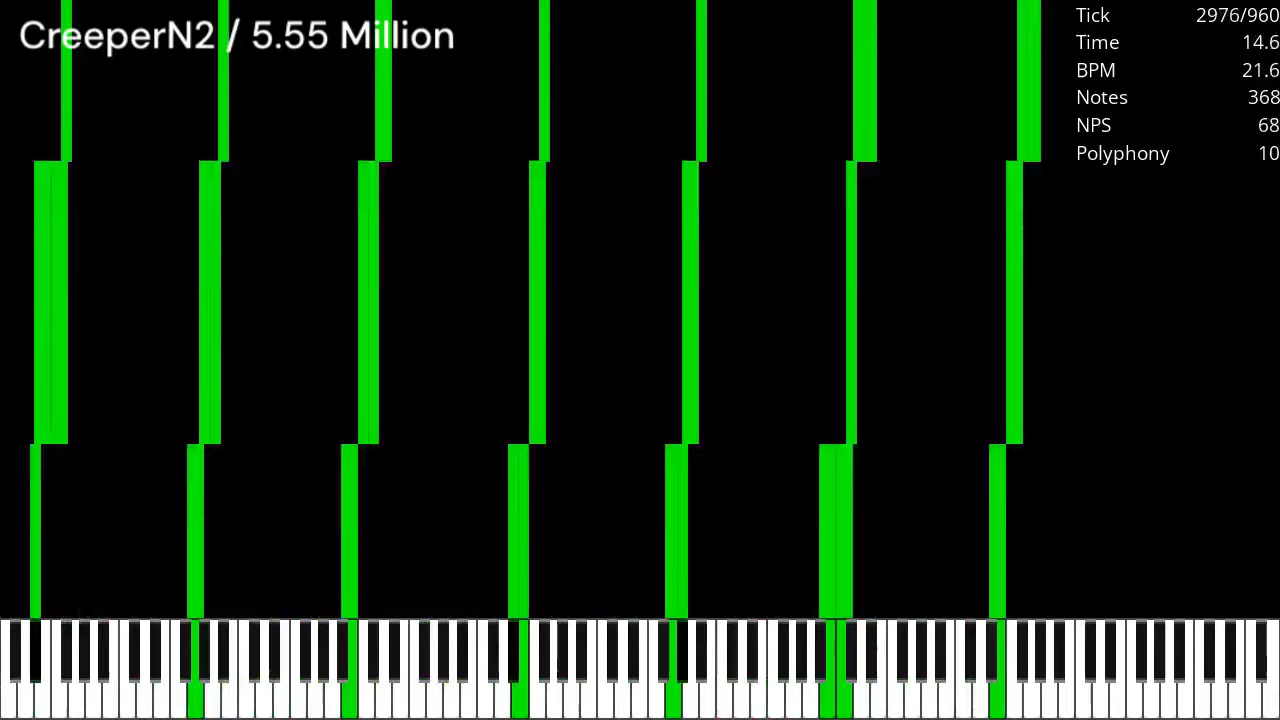 CreeperN2 / 5.55 Million
Tick 2976/960
Time 14.6
BPM 21.6
Notes 368
NPS 68
Polyphony 10